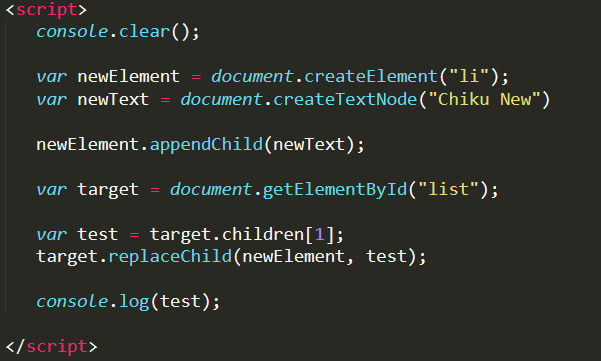 <script>
console.clear();
var newElement = document.createElement("li");
var newText = document.createTextNode("Chiku New")
newElement.appendChild(newText);
var target = document.getElementById("list");
var test = target.children[1];
target.replaceChild(newElement, test);
console.log(test);
</script>